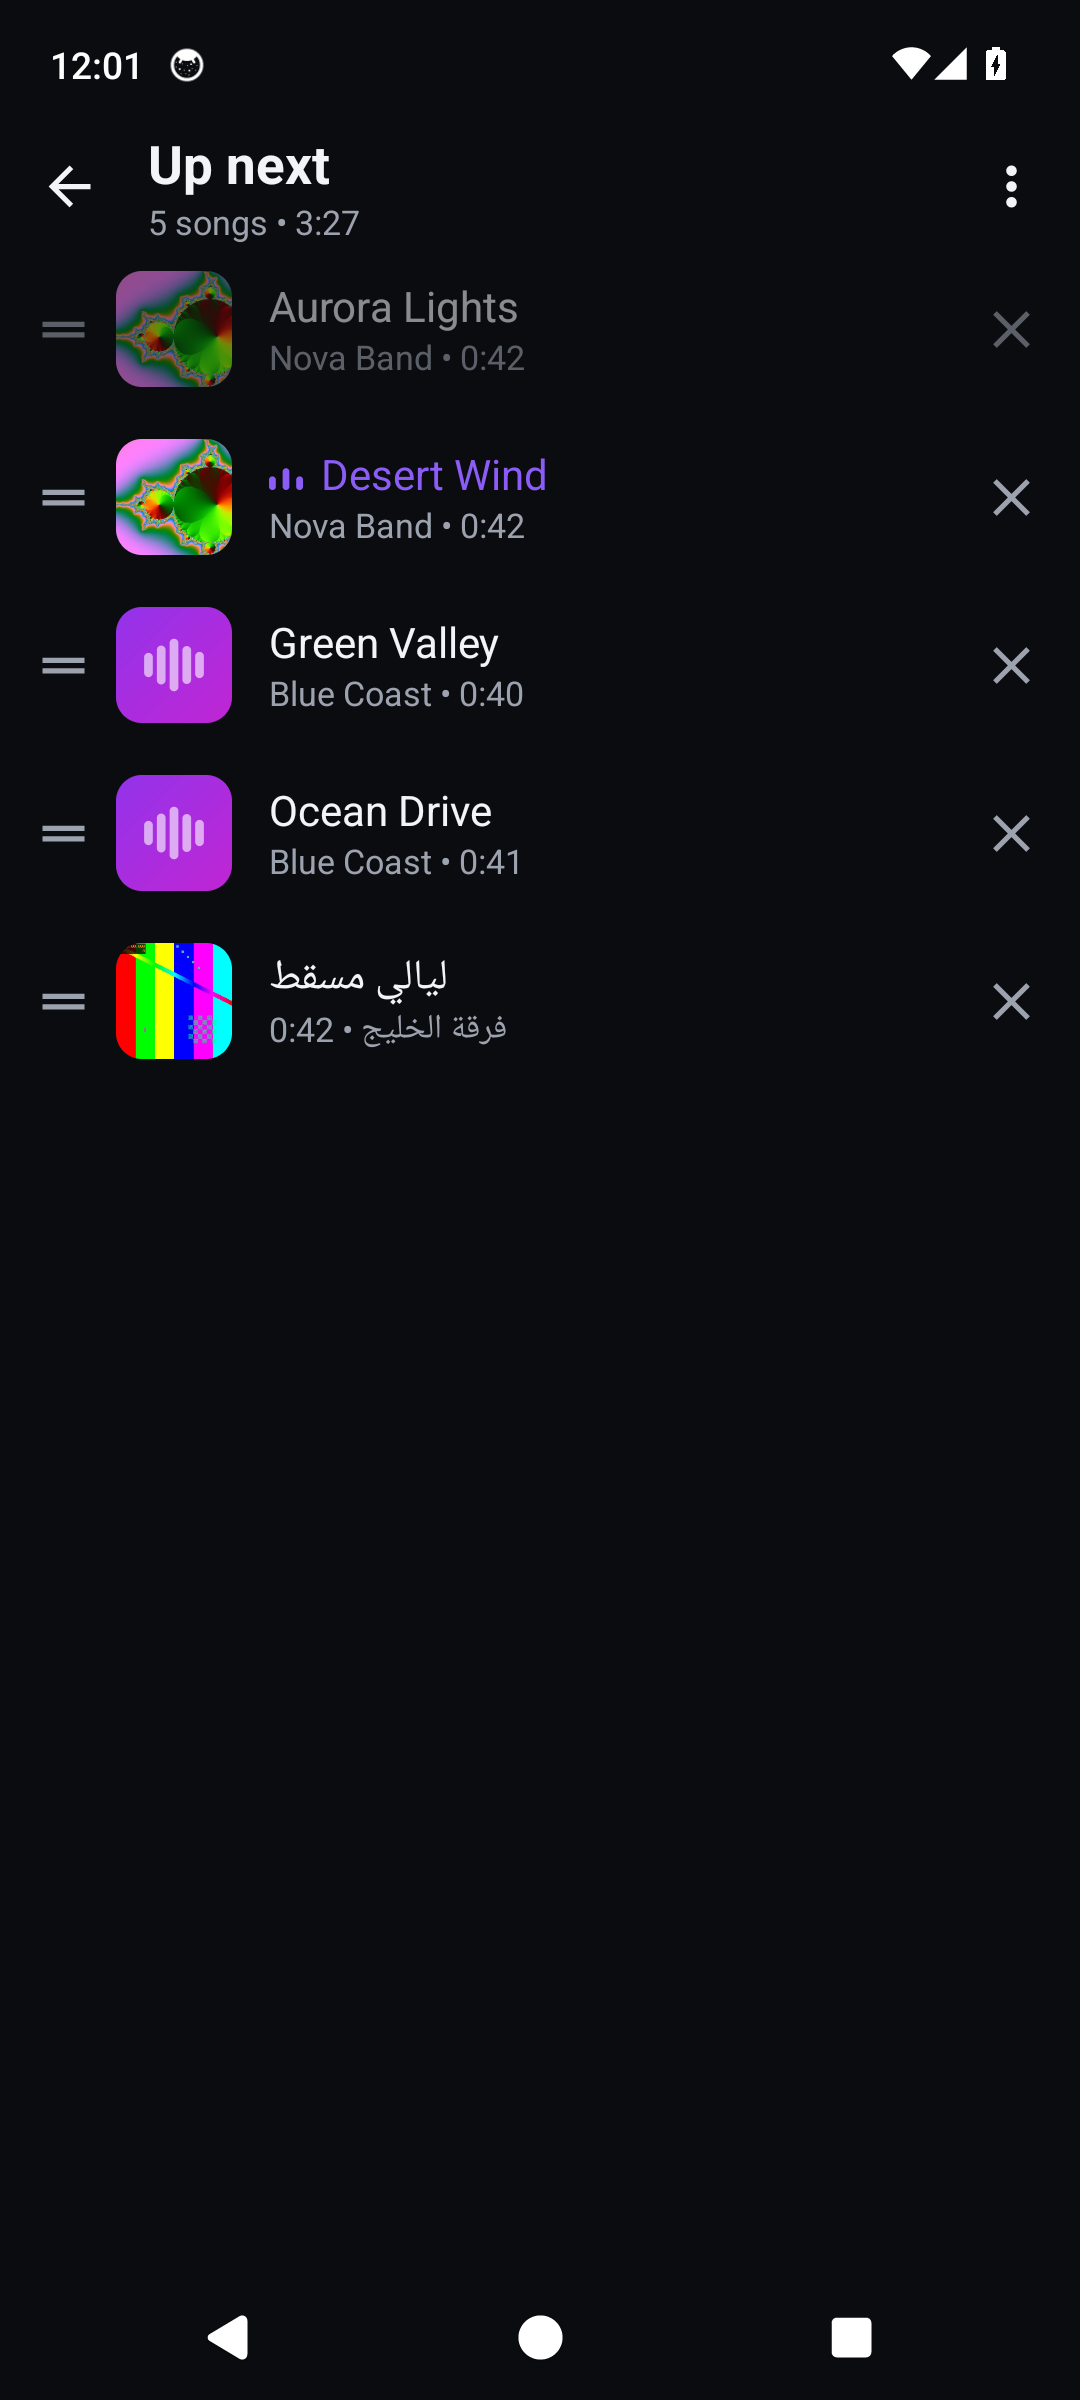 12:01
Up next
5 songs • 3:27
Aurora Lights
Nova Band • 0:42
Desert Wind
Nova Band • 0:42
Green Valley
Blue Coast • 0:40
Ocean Drive
Blue Coast • 0:41
ليالي مسقط
فرقة الخليج • 0:42